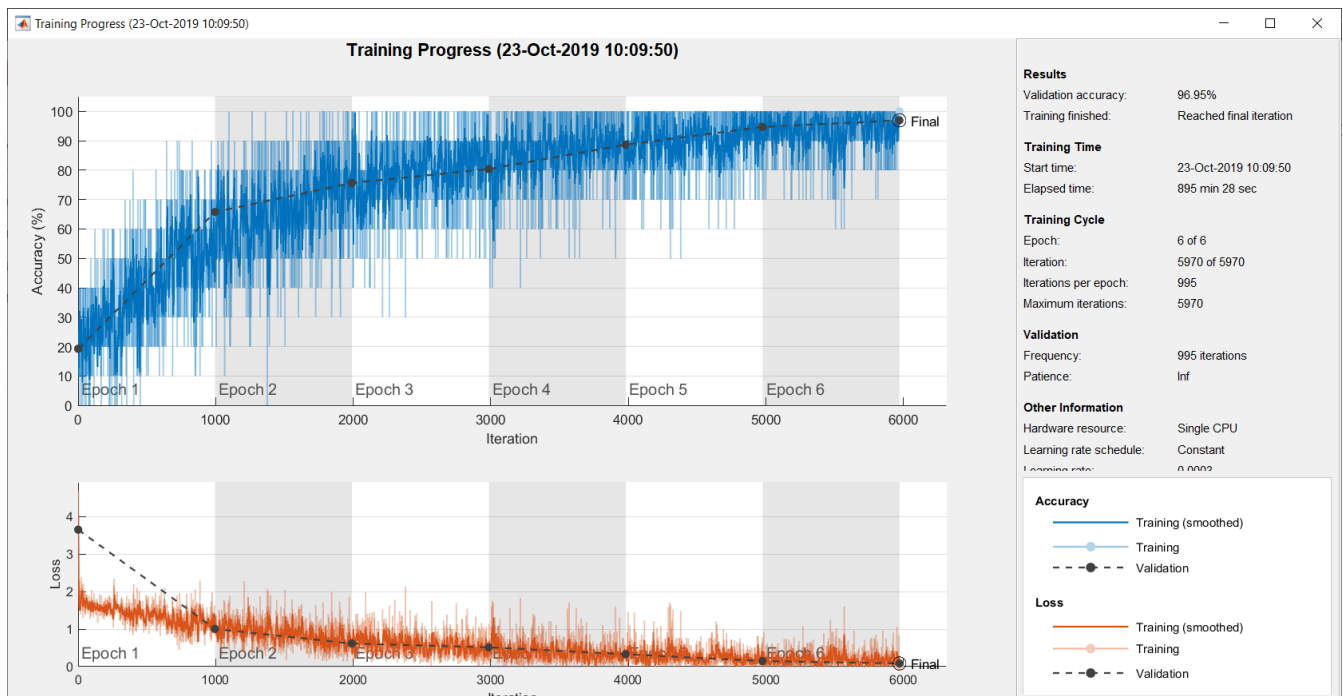 Training Progress (23-Oct-2019 10:09:50)
Training Progress (23-Oct-2019 10:09:50)
Accuracy (%)
100
90
80
70
60
50
40
30
20
10
0
Final
Epoch 1
Epoch 2
Epoch 3
Epoch 4
Epoch 5
Epoch 6
0 1000 2000 3000 4000 5000 6000
Iteration
Loss
4
3
2
1
0
Final
Epoch 1
Epoch 2
Epoch 3
Epoch 6
0 1000 2000 3000 4000 5000 6000
Iteration
Results
Validation accuracy: 96.95%
Training finished: Reached final iteration
Training Time
Start time: 23-Oct-2019 10:09:50
Elapsed time: 895 min 28 sec
Training Cycle
Epoch: 6 of 6
Iteration: 5970 of 5970
Iterations per epoch: 995
Maximum iterations: 5970
Validation
Frequency: 995 iterations
Patience: Inf
Other Information
Hardware resource: Single CPU
Learning rate schedule: Constant
Learning rate:
Accuracy
Training (smoothed)
Training
Validation
Loss
Training (smoothed)
Training
Validation